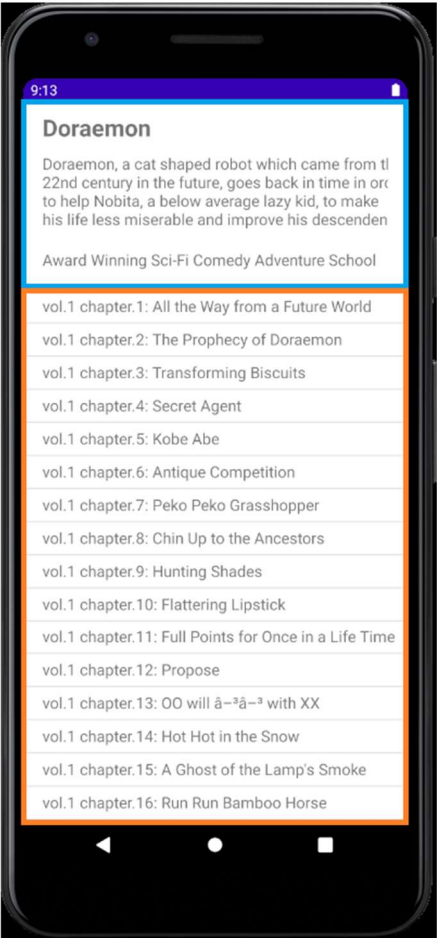 9:13
Doraemon
Doraemon, a cat shaped robot which came from tl
22nd century in the future, goes back in time in orc
to help Nobita, a below average lazy kid, to make
his life less miserable and improve his descenden
Award Winning Sci-Fi Comedy Adventure School
vol.1 chapter.1: All the Way from a Future World
vol.1 chapter.2: The Prophecy of Doraemon
vol.1 chapter.3: Transforming Biscuits
vol.1 chapter.4: Secret Agent
vol.1 chapter.5: Kobe Abe
vol.1 chapter.6: Antique Competition
vol.1 chapter.7: Peko Peko Grasshopper
vol.1 chapter.8: Chin Up to the Ancestors
vol.1 chapter.9: Hunting Shades
vol.1 chapter.10: Flattering Lipstick
vol.1 chapter.11: Full Points for Once in a Life Time
vol.1 chapter.12: Propose
vol.1 chapter.13: OO will â–³â–³ with XX
vol.1 chapter.14: Hot Hot in the Snow
vol.1 chapter.15: A Ghost of the Lamp's Smoke
vol.1 chapter.16: Run Run Bamboo Horse